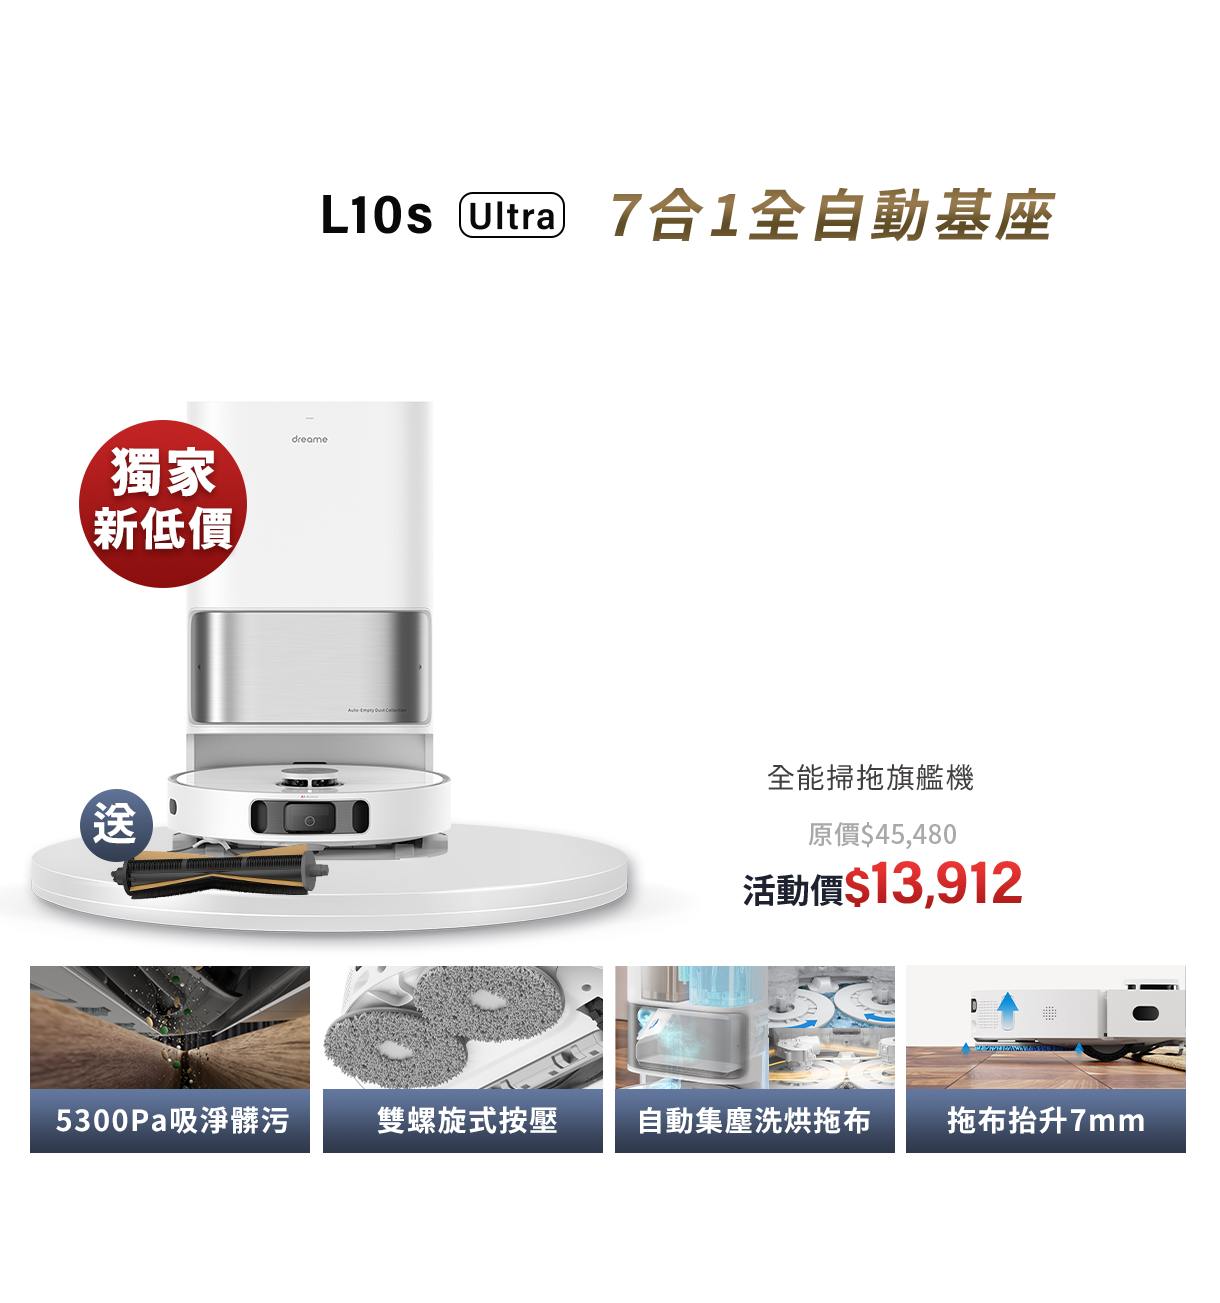 L10s Ultra 7合1全自動基座
dreame
獨家
新低價
Auto-Empty Dust Collection
送
全能掃拖旗艦機
原價$45,480
活動價$13,912
5300Pa吸淨髒污
雙螺旋式按壓
自動集塵洗烘拖布
拖布抬升7mm